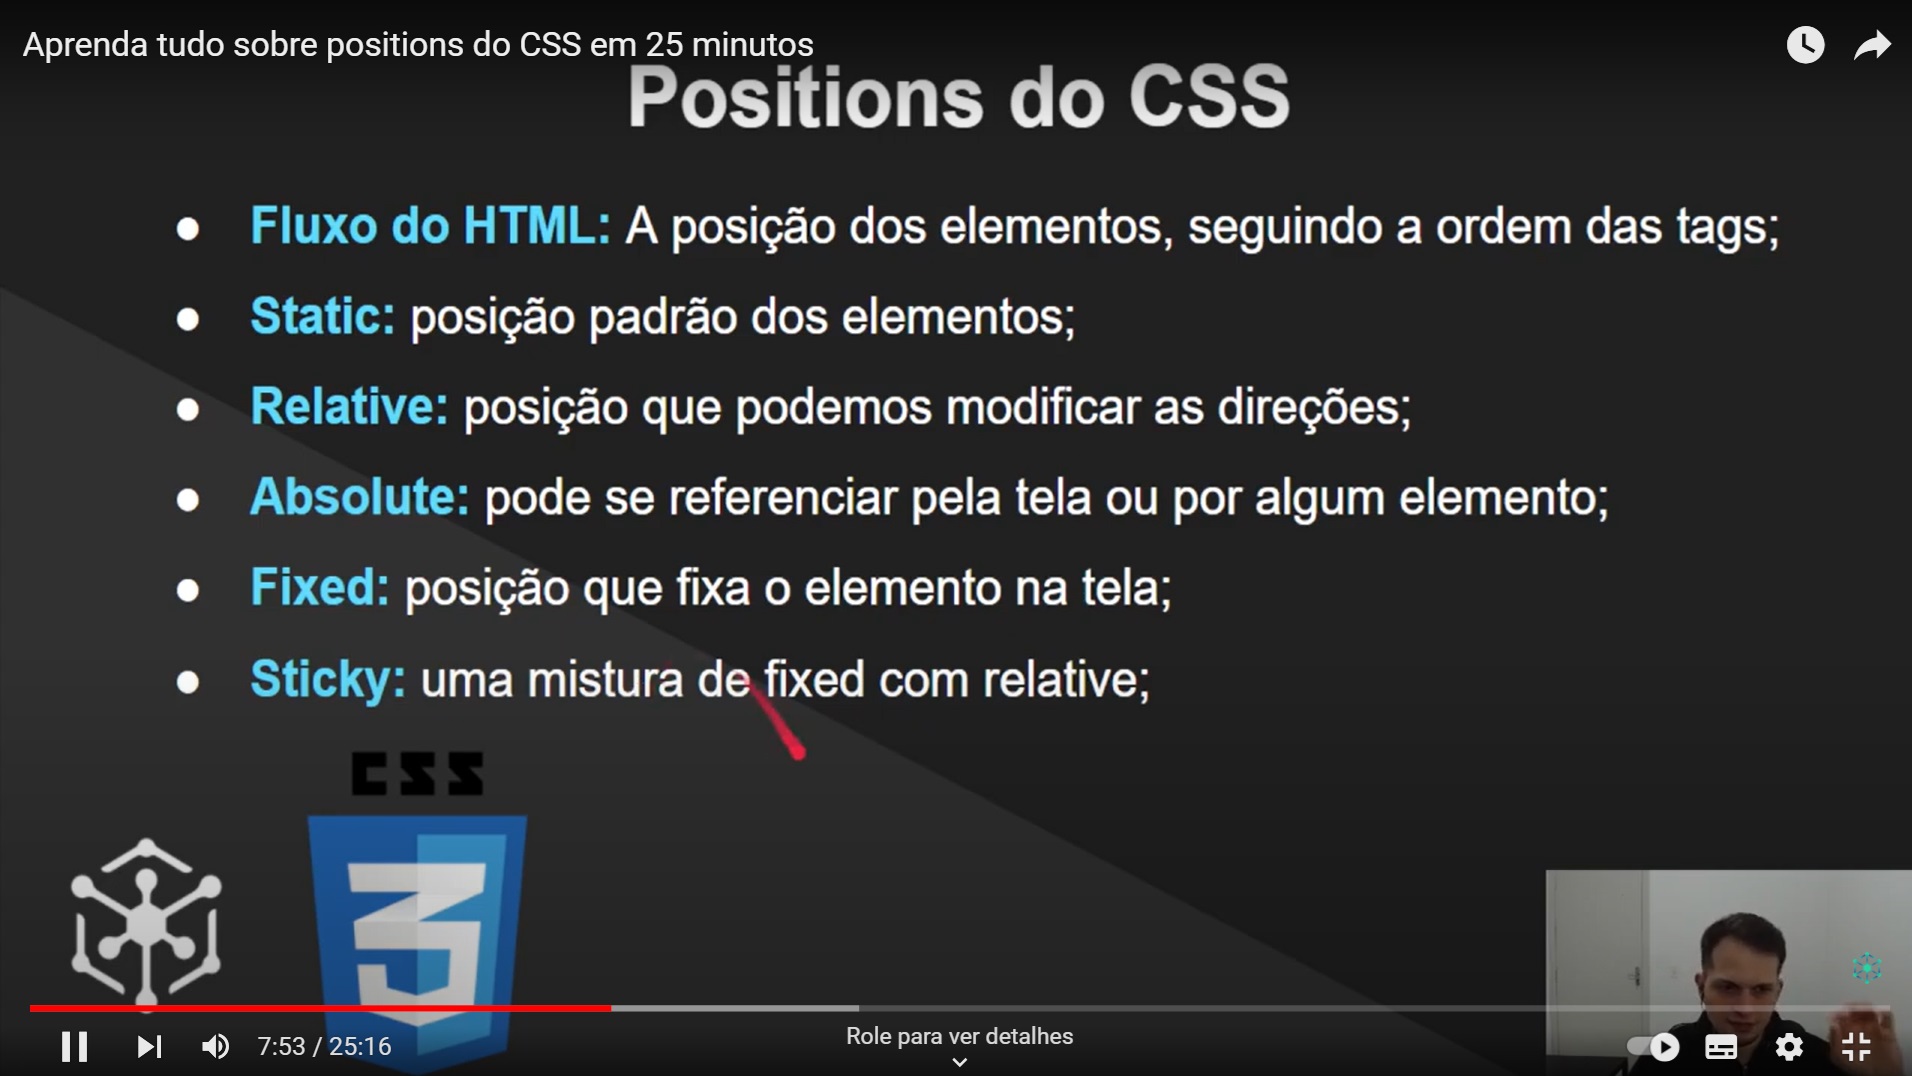 Aprenda tudo sobre positions do CSS em 25 minutos
Positions do CSS
● Fluxo do HTML: A posição dos elementos, seguindo a ordem das tags;
● Static: posição padrão dos elementos;
● Relative: posição que podemos modificar as direções;
● Absolute: pode se referenciar pela tela ou por algum elemento;
● Fixed: posição que fixa o elemento na tela;
● Sticky: uma mistura de fixed com relative;
CSS
3
7:53 / 25:16
Role para ver detalhes